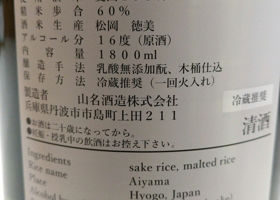 精米歩合 60％
酒米生産 松岡 徳美
アルコール分 16度（原酒）
内容量 1800ml
醸造手法 乳酸無添加酛、木桶仕込
保存方法 冷蔵推奨（一回火入れ）
製造者 山名酒造株式会社
兵庫県丹波市市島町上田211
冷蔵推奨
●お酒は二十歳になってから。
●妊娠・授乳中の飲酒はお控え下さい。
清酒
Ingredients sake rice, malted rice
Rice name Aiyama
Place Hyogo, Japan